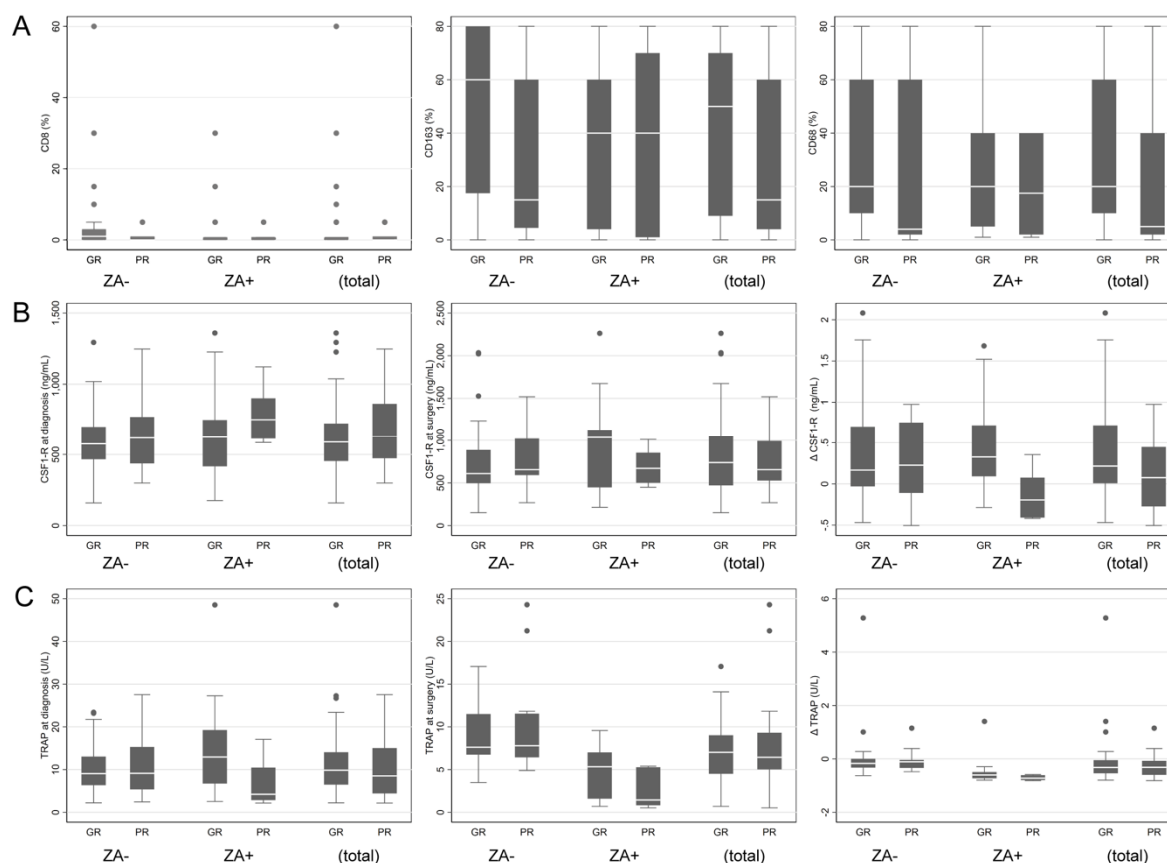 A
CD8 (%)
60
40
20
0
GR PR GR PR GR PR
ZA- ZA+ (total)
CD163 (%)
80
60
40
20
0
GR PR GR PR GR PR
ZA- ZA+ (total)
CD68 (%)
80
60
40
20
0
GR PR GR PR GR PR
ZA- ZA+ (total)
B
CSF1-R at diagnosis (ng/mL)
1,500
1,000
500
0
GR PR GR PR GR PR
ZA- ZA+ (total)
CSF1-R at surgery (ng/mL)
2,500
2,000
1,500
1,000
500
0
GR PR GR PR GR PR
ZA- ZA+ (total)
Δ CSF1-R (ng/mL)
2
1.5
1
.5
0
-.5
GR PR GR PR GR PR
ZA- ZA+ (total)
C
TRAP at diagnosis (U/L)
50
40
30
20
10
0
GR PR GR PR GR PR
ZA- ZA+ (total)
TRAP at surgery (U/L)
25
20
15
10
5
0
GR PR GR PR GR PR
ZA- ZA+ (total)
Δ TRAP (U/L)
6
4
2
0
-2
GR PR GR PR GR PR
ZA- ZA+ (total)